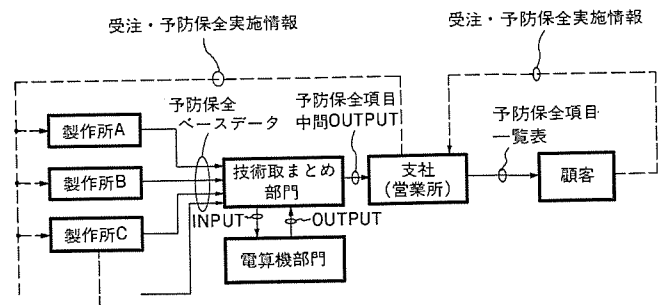 受注・予防保全実施情報
受注・予防保全実施情報
予防保全
ベースデータ
予防保全項目
中間OUTPUT
予防保全項目
一覧表
製作所A
製作所B
製作所C
技術取まとめ
部門
支社
(営業所)
顧客
INPUT
OUTPUT
電算機部門